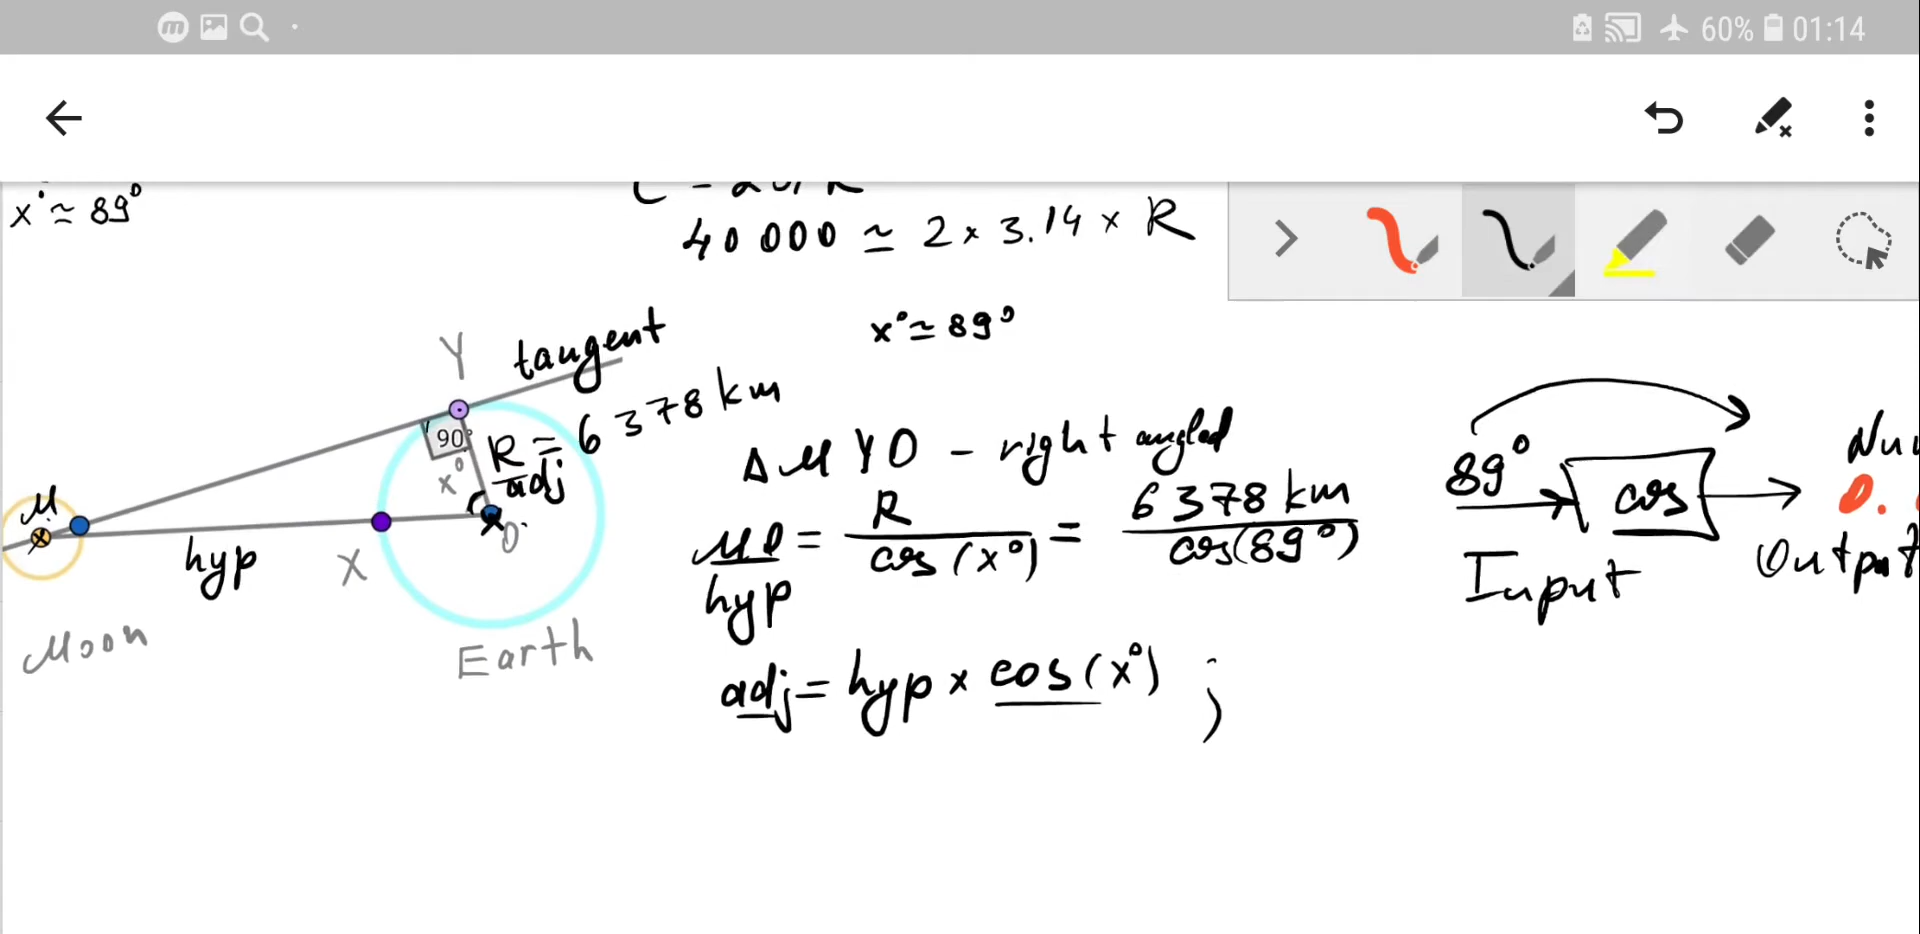 60% 01:14
x° ≃ 89°
40 000 ≃ 2 × 3.14 × R
x° ≃ 89°
Y tangent
R = 6 378 km
90°
x° adj
M
hyp X O
Moon
Earth
Δ M Y O - right angled
MO = R / cos(x°) = 6 378 km / cos(89°)
hyp
adj = hyp × cos(x°) ;
89° cos 0.
Input Output